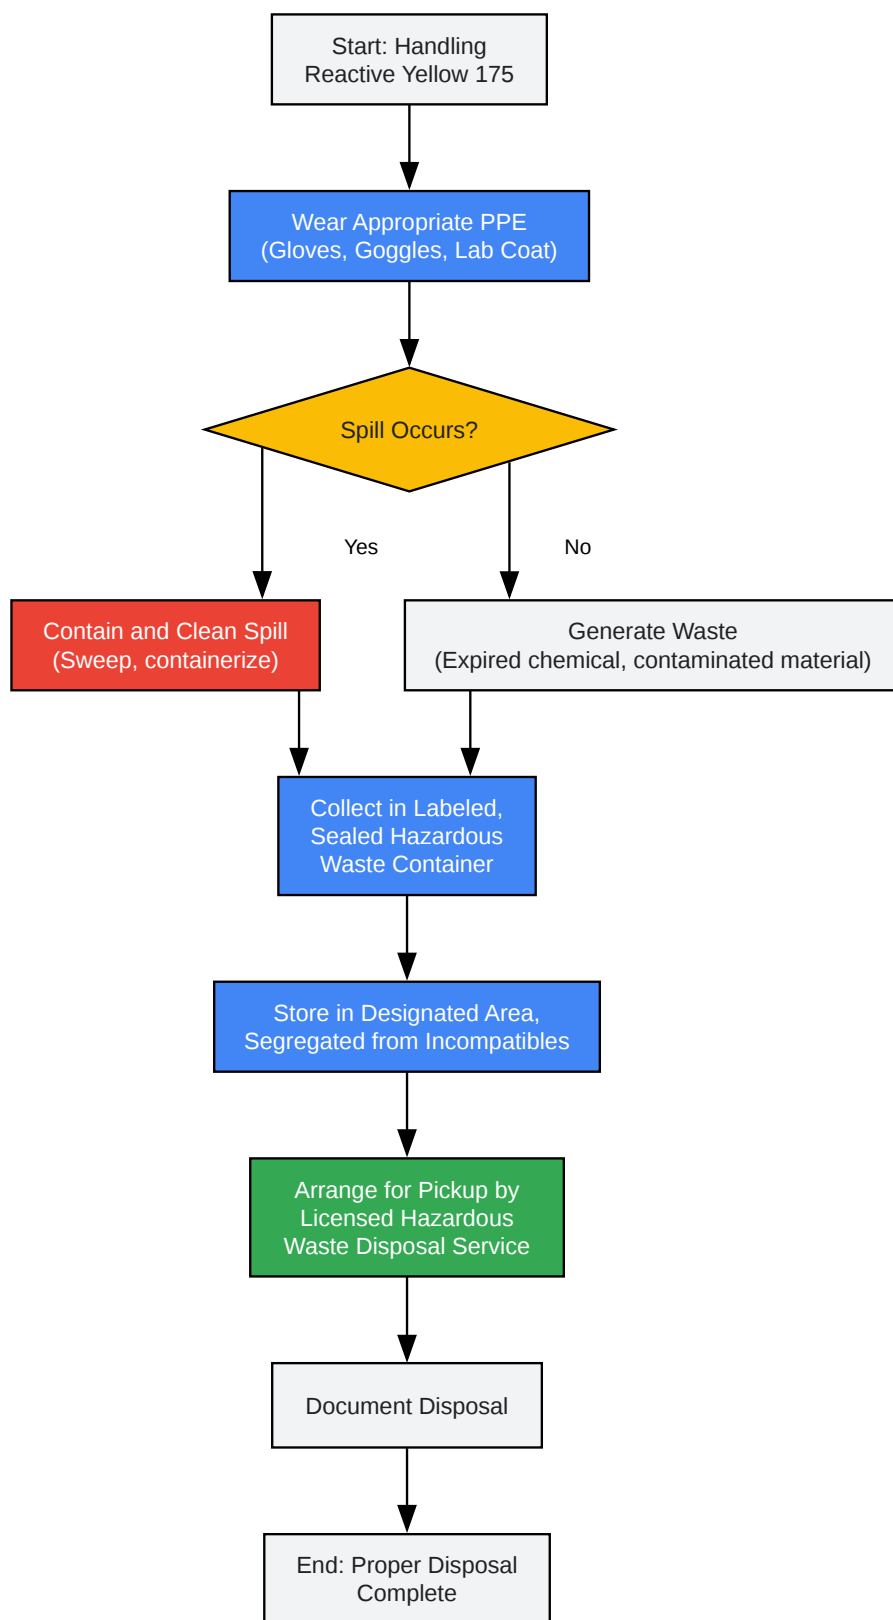 Start: Handling
Reactive Yellow 175
Wear Appropriate PPE
(Gloves, Goggles, Lab Coat)
Spill Occurs?
Yes
No
Contain and Clean Spill
(Sweep, containerize)
Generate Waste
(Expired chemical, contaminated material)
Collect in Labeled,
Sealed Hazardous
Waste Container
Store in Designated Area,
Segregated from Incompatibles
Arrange for Pickup by
Licensed Hazardous
Waste Disposal Service
Document Disposal
End: Proper Disposal
Complete